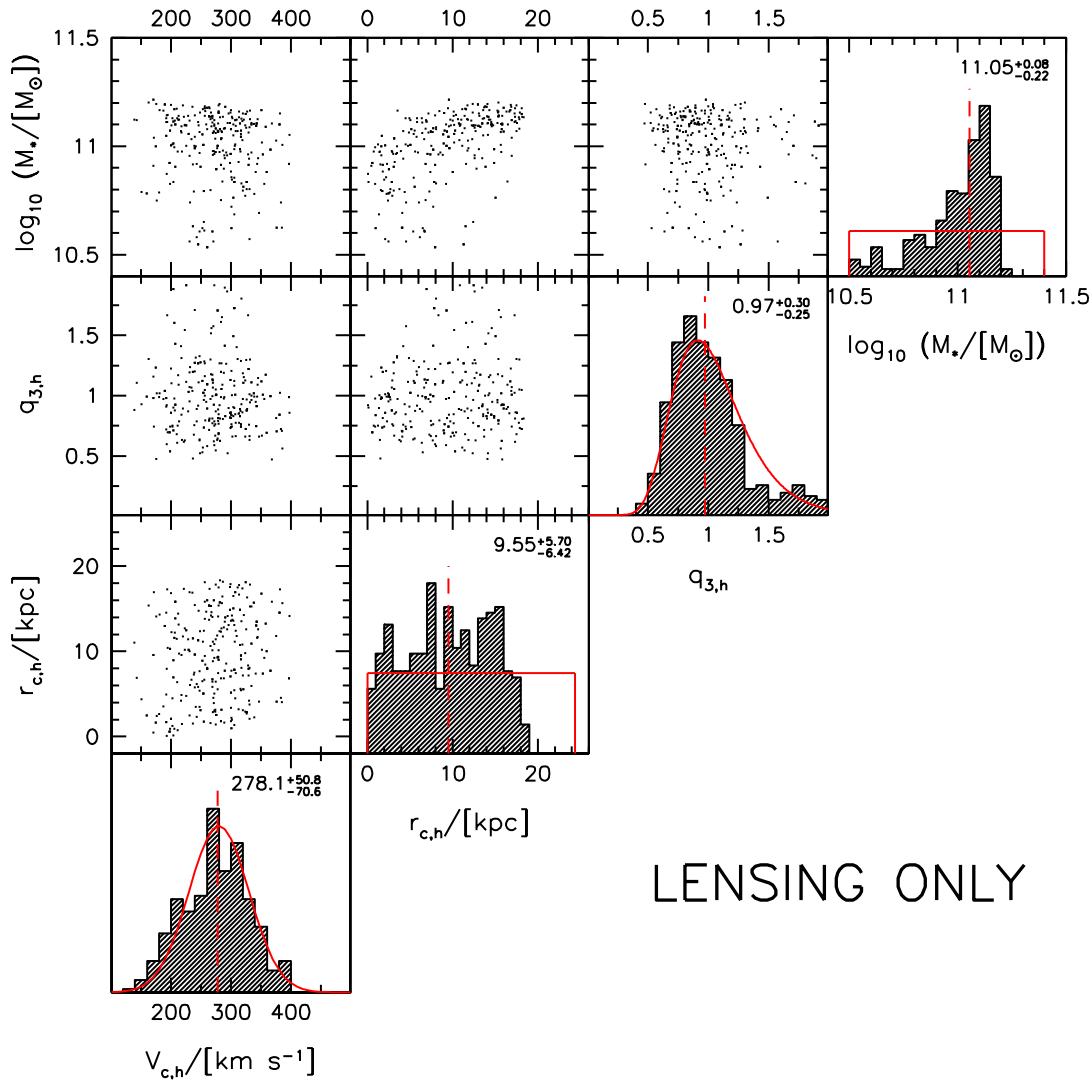 200 300 400 0 10 20 0.5 1 1.5
11.5
11
10.5
log₁₀ (M*/[M⊙])
11.05+0.08−0.22
10.5 11 11.5
log₁₀ (M*/[M⊙])
1.5
1
0.5
q3,h
0.97+0.30−0.25
0.5 1 1.5
q3,h
20
10
0
rc,h/[kpc]
9.55+5.70−6.42
0 10 20
rc,h/[kpc]
278.1+50.8−70.6
200 300 400
Vc,h/[km s⁻¹]
LENSING ONLY